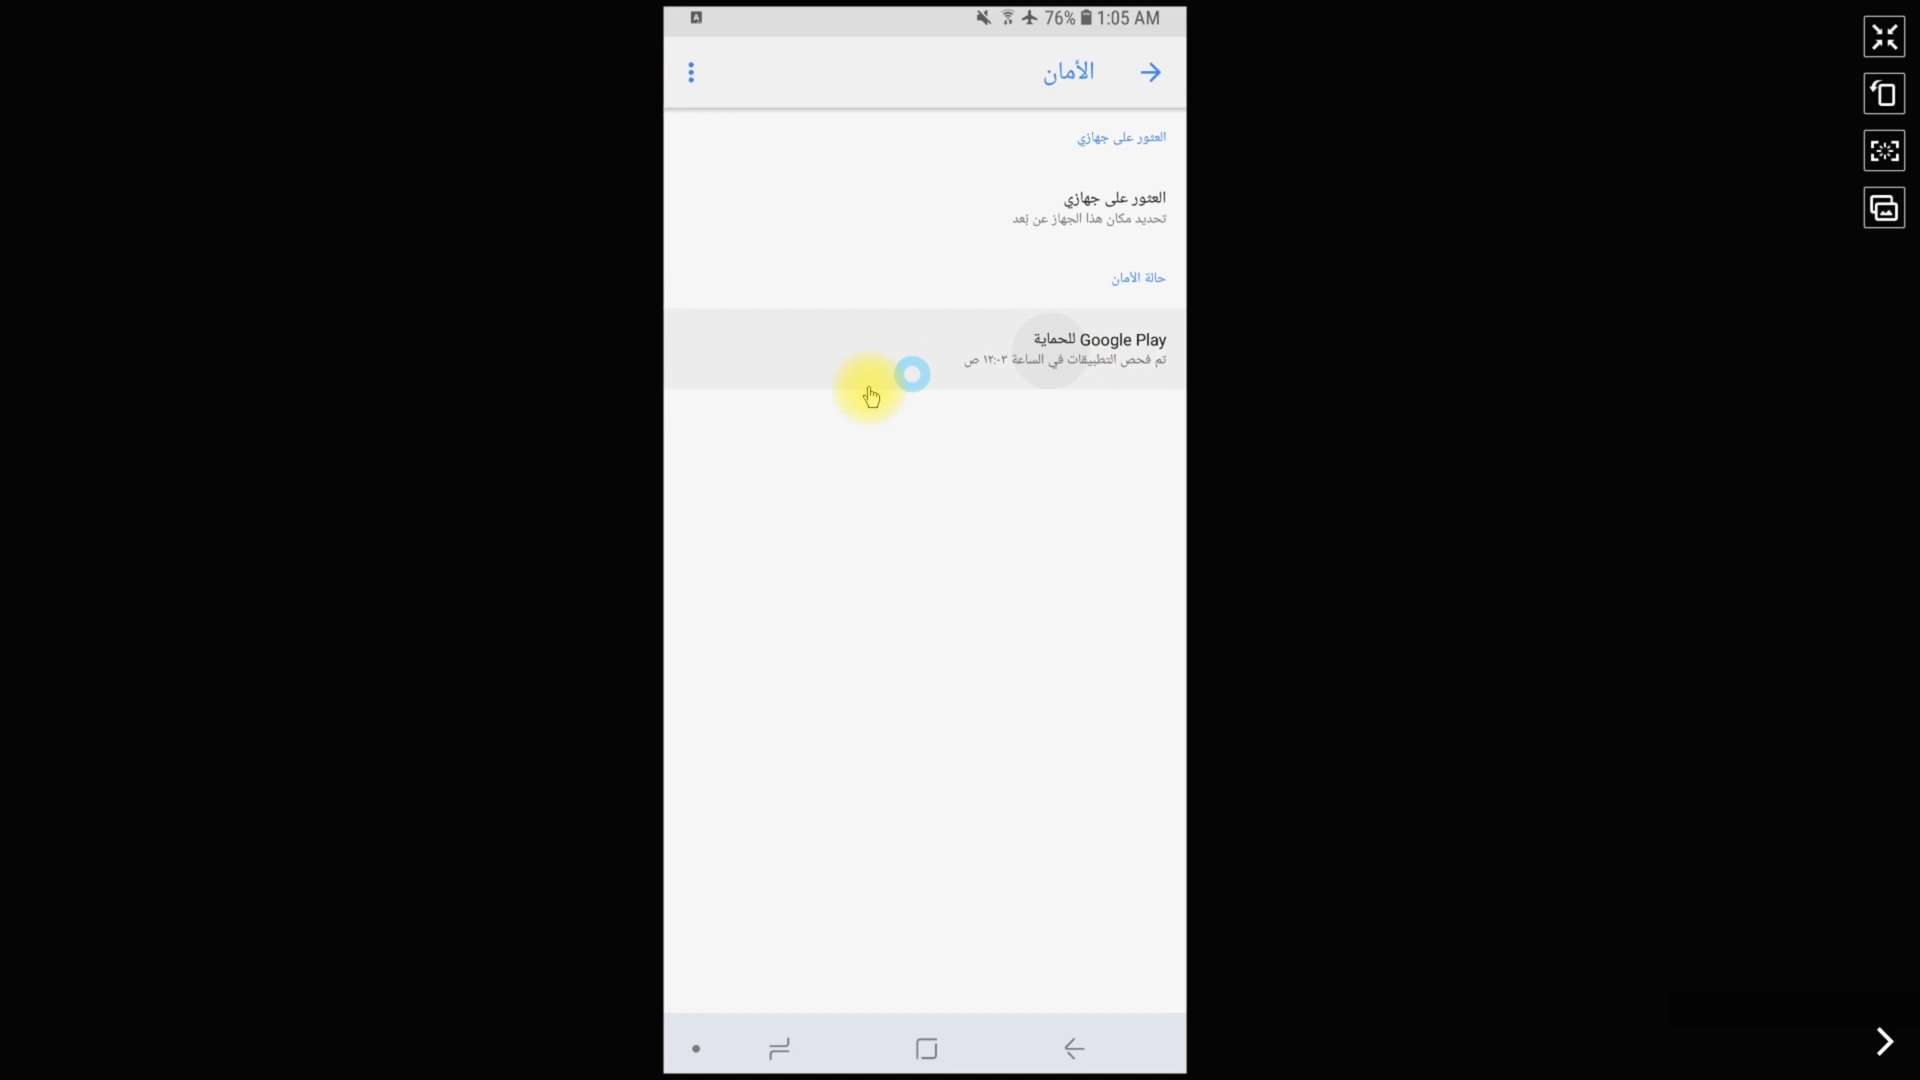 76% 1:05 AM
الأمان
العثور على جهازي
العثور على جهازي
تحديد مكان هذا الجهاز عن بُعد
حالة الأمان
Google Play للحماية
تم فحص التطبيقات في الساعة ١٢:٠٣ ص